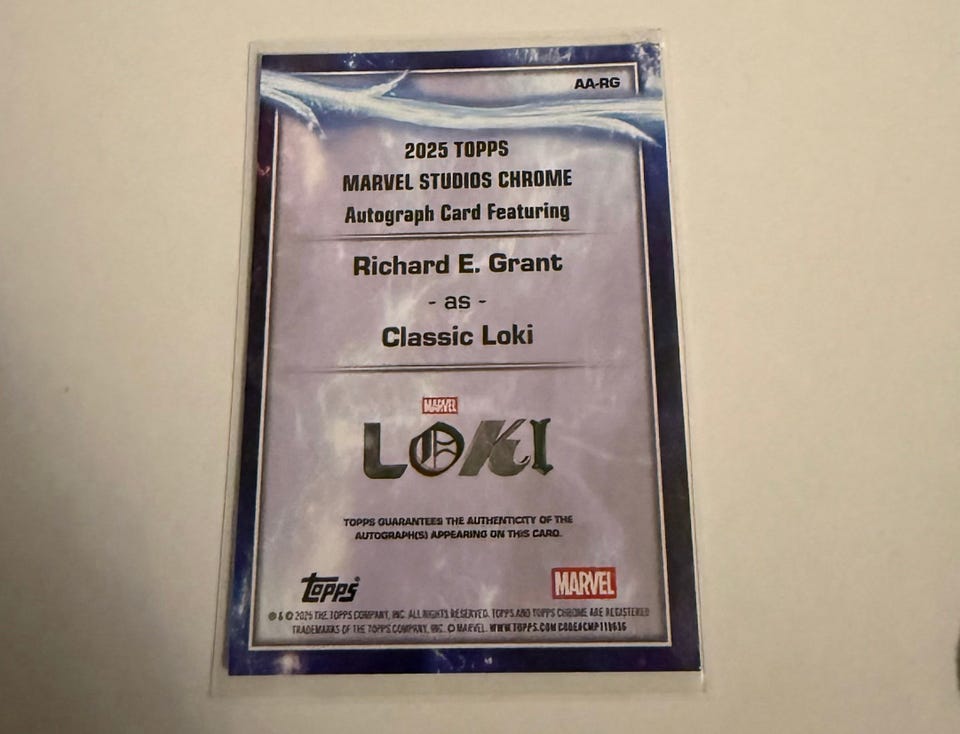 AA-RG
2025 TOPPS
MARVEL STUDIOS CHROME
Autograph Card Featuring
Richard E. Grant
- as -
Classic Loki
MARVEL
LOKI
TOPPS GUARANTEES THE AUTHENTICITY OF THE
AUTOGRAPH(S) APPEARING ON THIS CARD.
Topps®
MARVEL
® & © 2025 THE TOPPS COMPANY, INC. ALL RIGHTS RESERVED. TOPPS AND TOPPS CHROME ARE REGISTERED
TRADEMARKS OF THE TOPPS COMPANY, INC. © MARVEL. WWW.TOPPS.COM